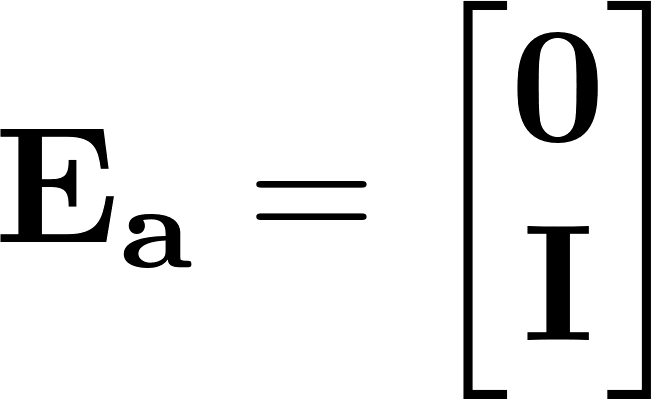 𝐄ₐ = [ 𝟎
𝐈 ]